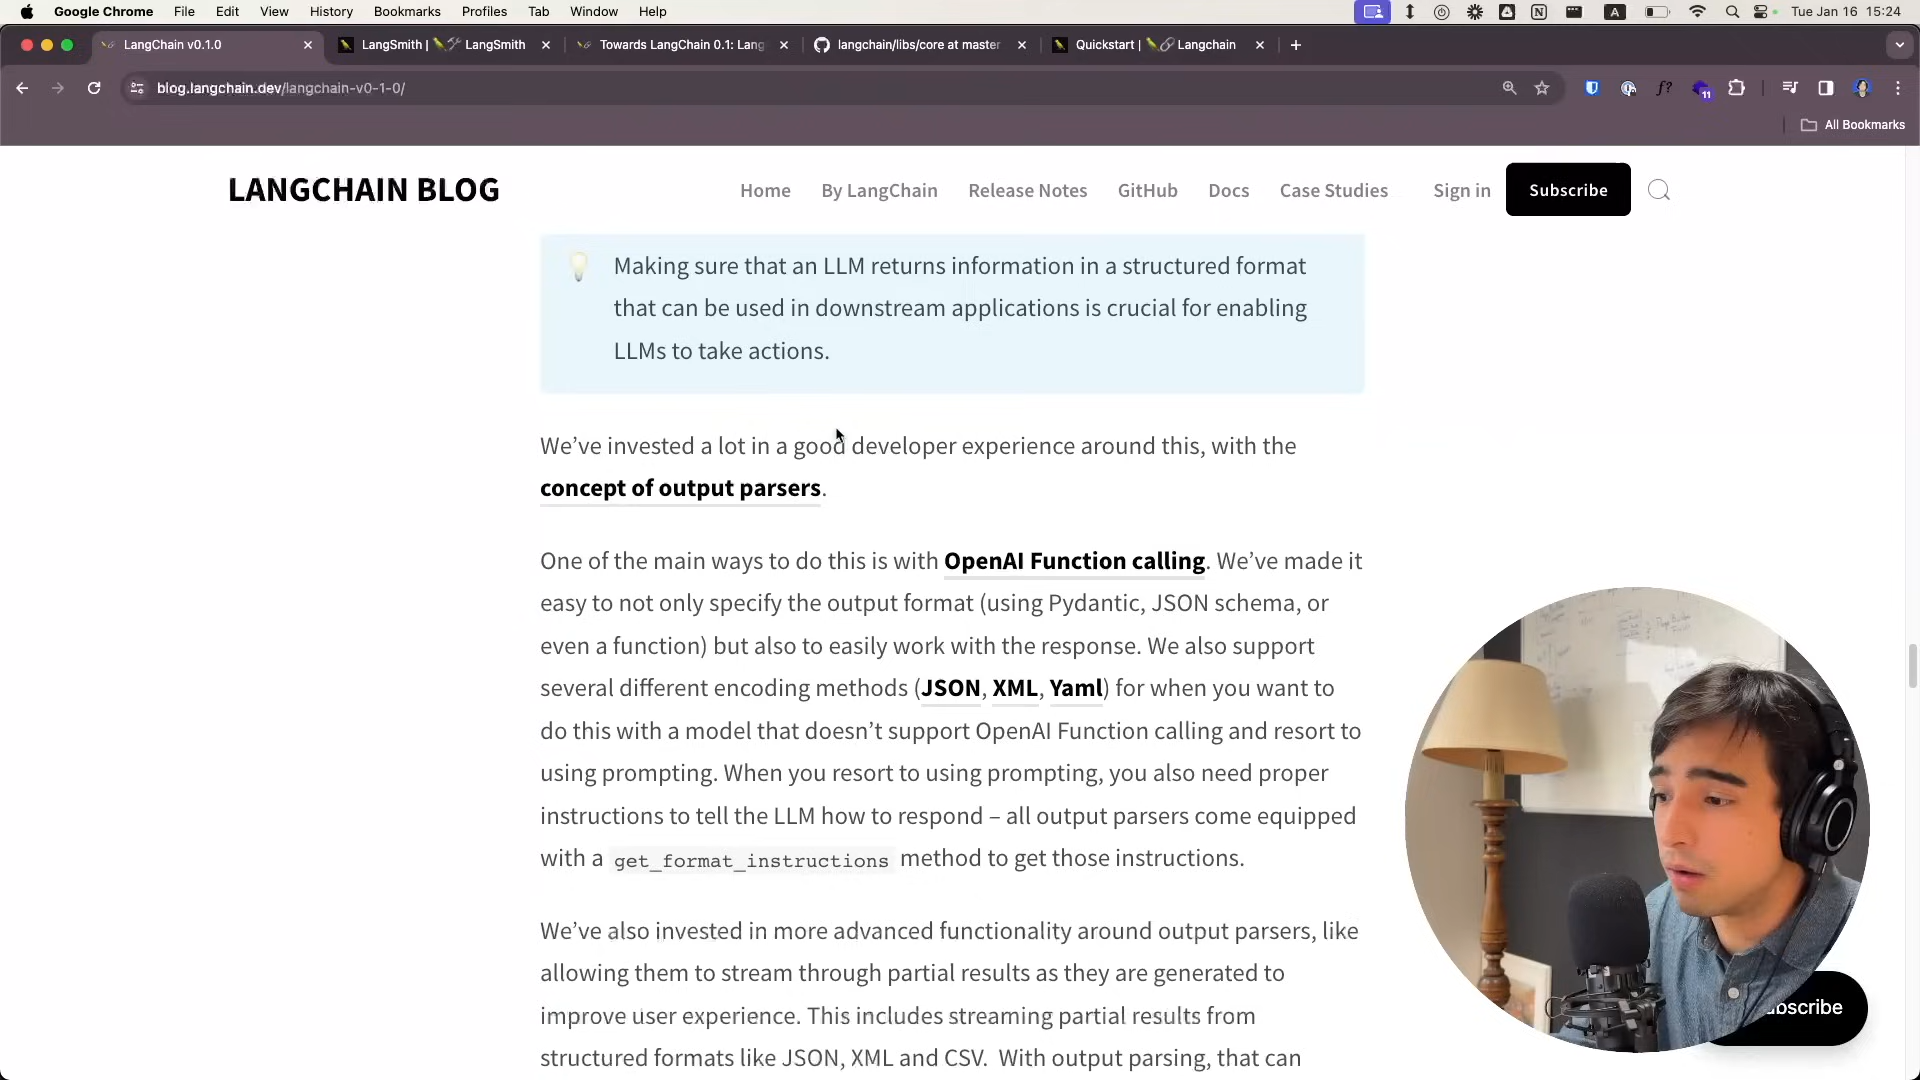 Google Chrome File Edit View History Bookmarks Profiles Tab Window Help
A Tue Jan 16 15:24
LangChain v0.1.0
LangSmith | LangSmith
Towards LangChain 0.1: Lang
langchain/libs/core at master
Quickstart | Langchain
blog.langchain.dev/langchain-v0-1-0/
f?
11
All Bookmarks
LANGCHAIN BLOG
Home By LangChain Release Notes GitHub Docs Case Studies Sign in Subscribe
Making sure that an LLM returns information in a structured format
that can be used in downstream applications is crucial for enabling
LLMs to take actions.
We’ve invested a lot in a good developer experience around this, with the
concept of output parsers.
One of the main ways to do this is with OpenAI Function calling. We’ve made it
easy to not only specify the output format (using Pydantic, JSON schema, or
even a function) but also to easily work with the response. We also support
several different encoding methods (JSON, XML, Yaml) for when you want to
do this with a model that doesn’t support OpenAI Function calling and resort to
using prompting. When you resort to using prompting, you also need proper
instructions to tell the LLM how to respond – all output parsers come equipped
with a get_format_instructions method to get those instructions.
We’ve also invested in more advanced functionality around output parsers, like
allowing them to stream through partial results as they are generated to
improve user experience. This includes streaming partial results from
structured formats like JSON, XML and CSV. With output parsing, that can
bscribe